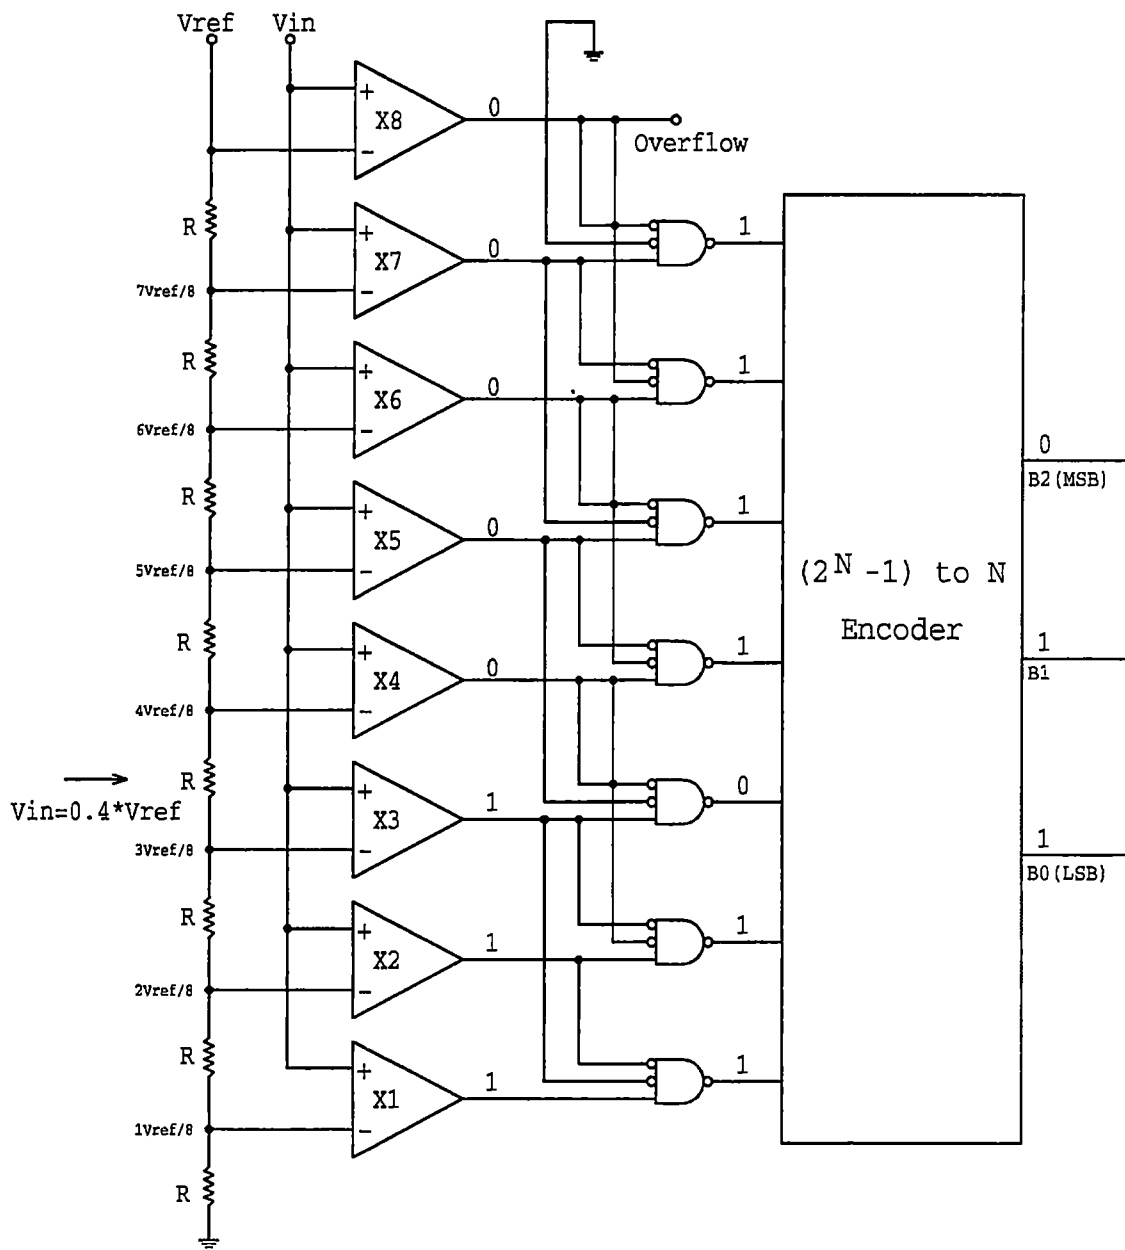 Vref Vin
+
X8
−
0
Overflow
R
+
X7
−
0
1
7Vref/8
R
+
X6
−
0
1
6Vref/8
R
+
X5
−
0
1
5Vref/8
R
+
X4
−
0
1
4Vref/8
R
Vin=0.4*Vref
+
X3
−
1
0
3Vref/8
R
+
X2
−
1
1
2Vref/8
R
+
X1
−
1
1
1Vref/8
R
(2^N -1) to N
Encoder
0
B2(MSB)
1
B1
1
B0(LSB)